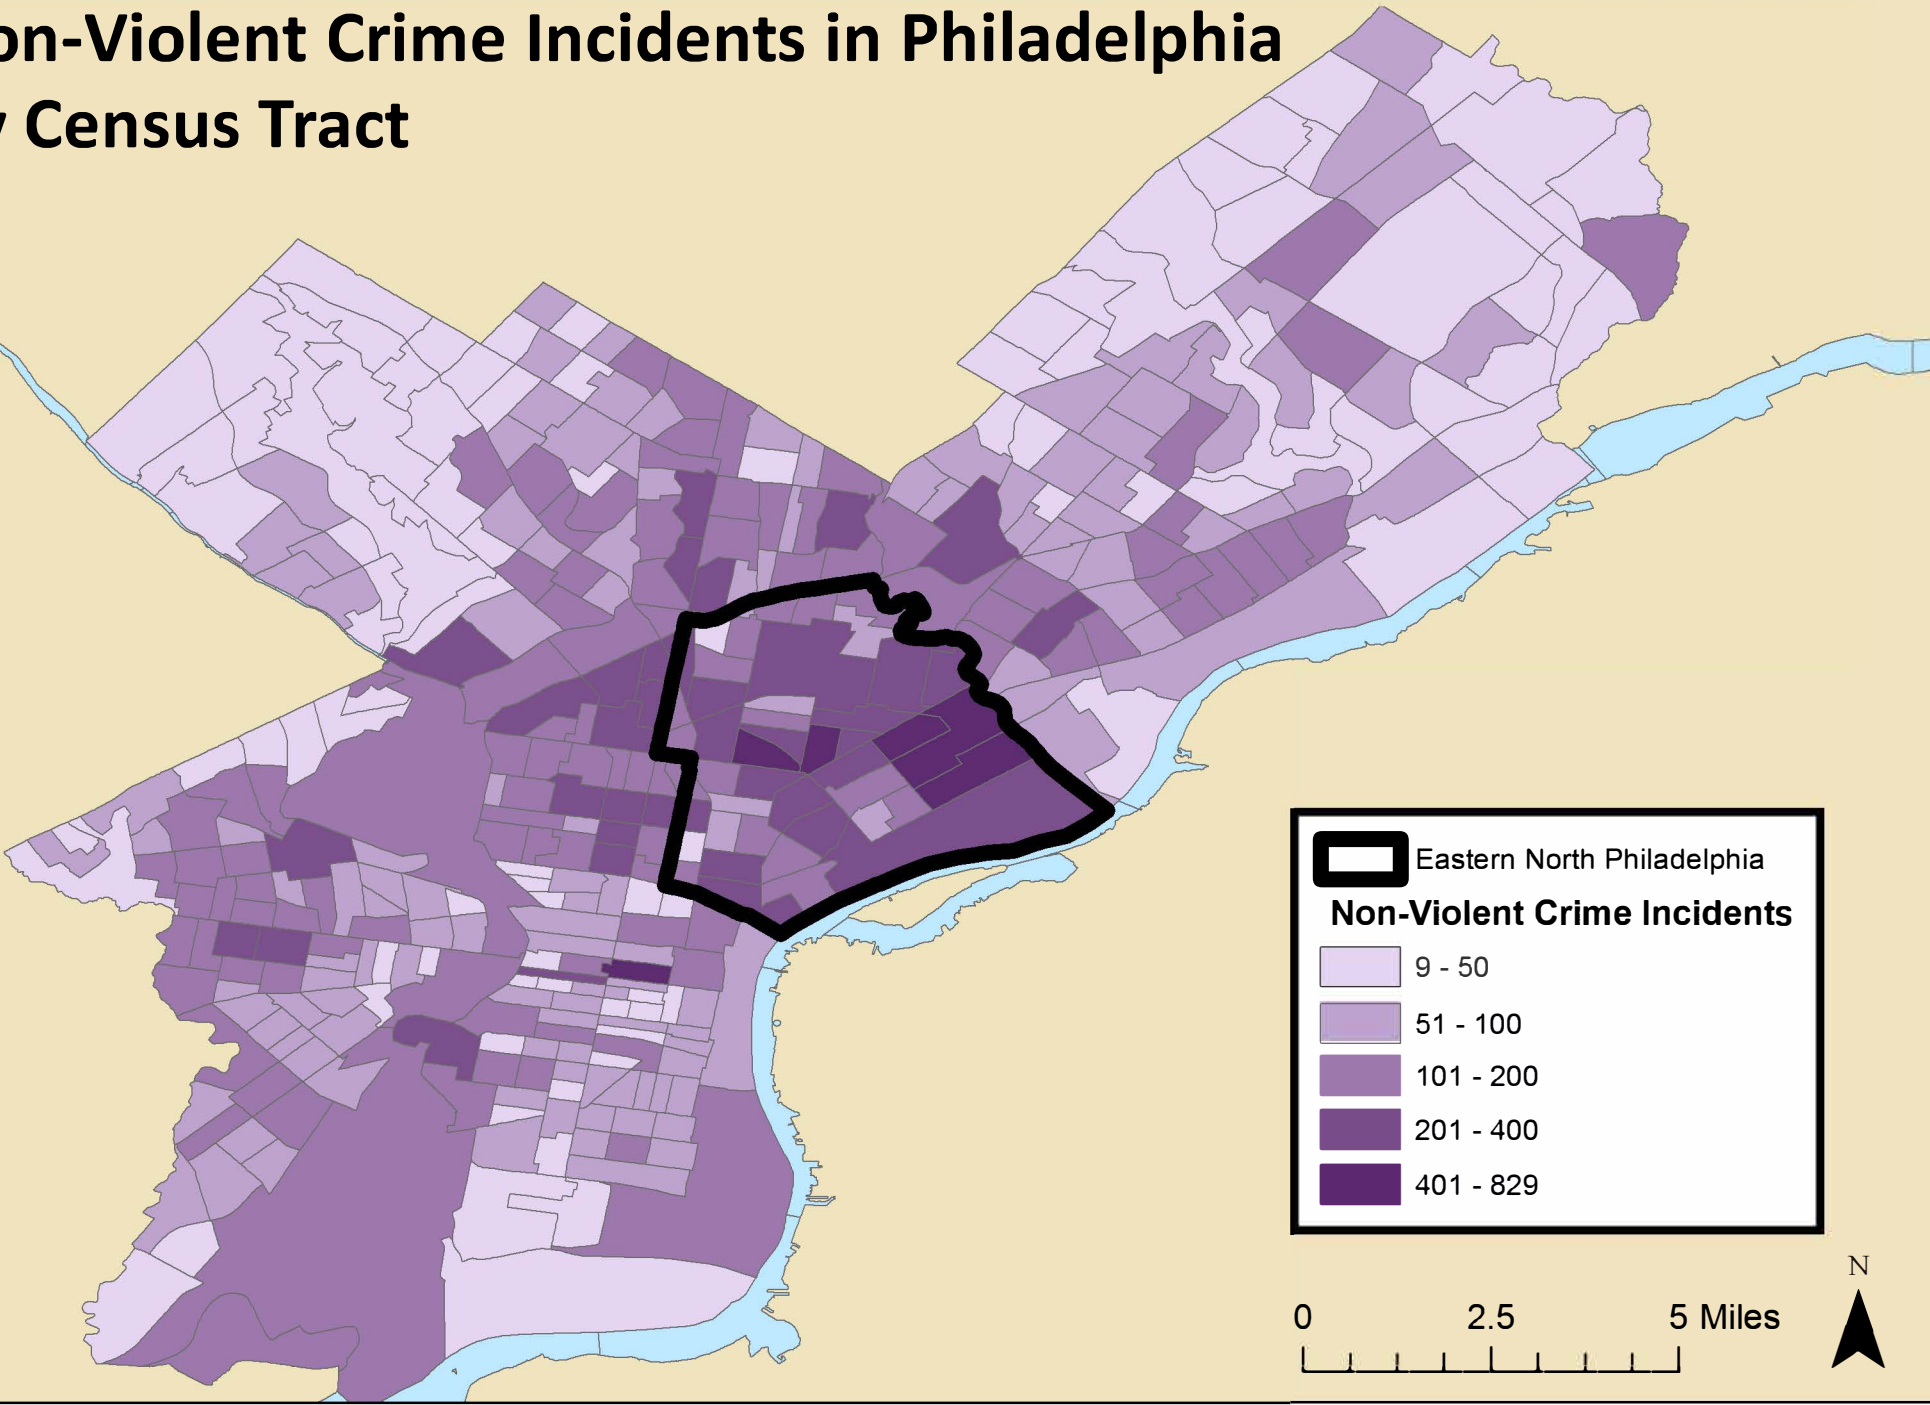 on-Violent Crime Incidents in Philadelphia
Census Tract
Eastern North Philadelphia
Non-Violent Crime Incidents
9 - 50
51 - 100
101 - 200
201 - 400
401 - 829
N
0 2.5 5 Miles